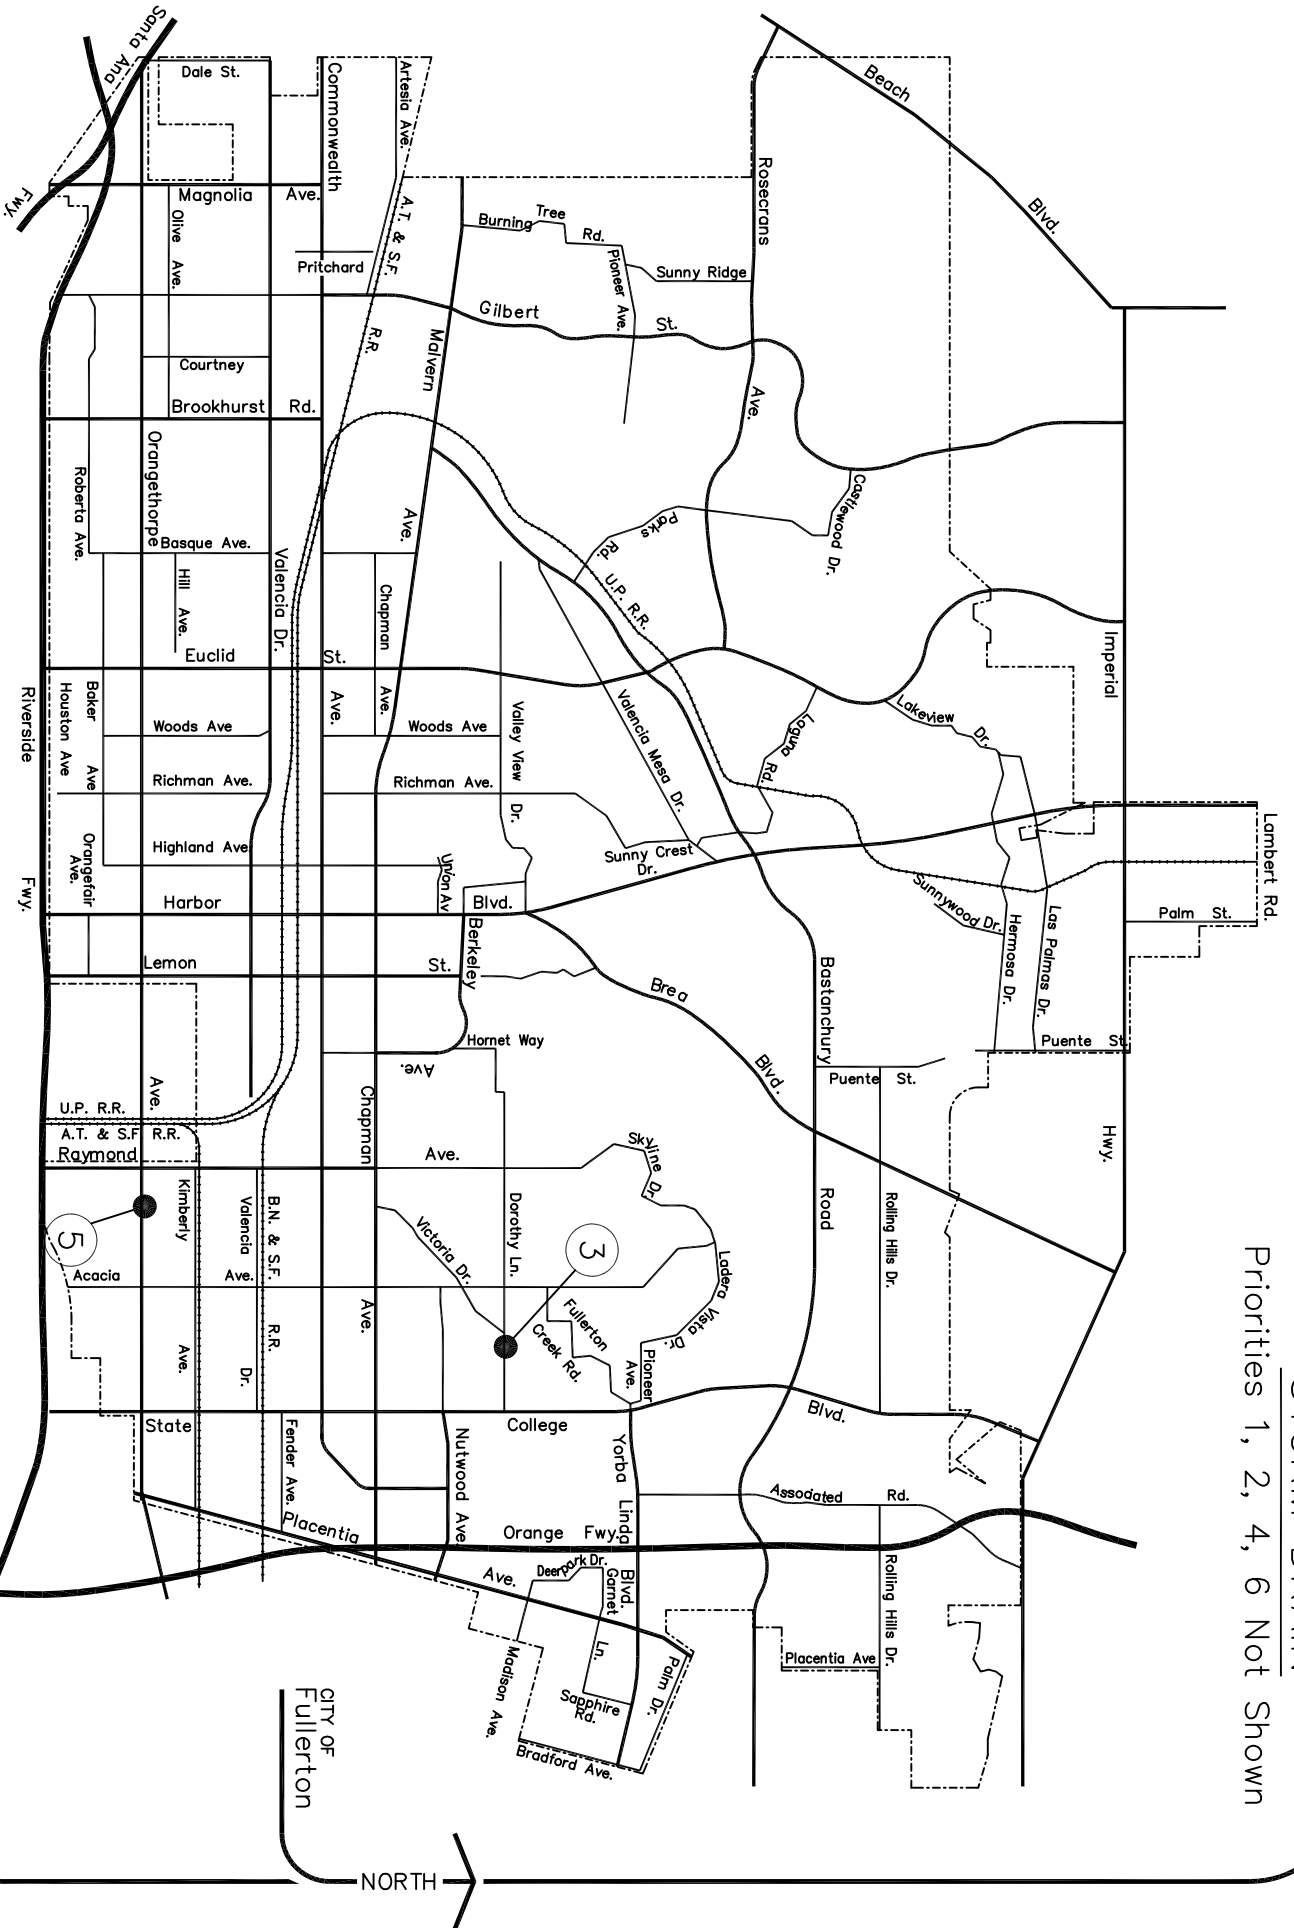 Priorities 1, 2, 4, 6 Not Shown
Santa Ana
Fwy.
Dale St.
Commonwealth
Artesia Ave.
Beach
Blvd.
Rosecrans
Magnolia Ave.
Olive Ave.
A.T. & S.F.
R.R.
Pritchard
Burning
Tree
Rd.
Pioneer Ave.
Sunny Ridge
Gilbert
St.
Malvern
Ave.
Courtney
Brookhurst Rd.
Orangethorpe
Roberta Ave.
Ave.
Castlewood Dr.
Parks
Rd.
U.P. R.R.
Basque Ave.
Hill Ave.
Valencia Dr.
Chapman
Ave.
Euclid
St.
Imperial
Riverside
Fwy.
Houston Ave
Baker Ave
Woods Ave
Ave.
Woods Ave
Valley View
Dr.
Valencia Mesa Dr.
Laguna
Rd.
Lakeview
Dr.
Richman Ave.
Richman Ave.
Orangefair
Ave.
Highland Ave
Union Av
Sunny Crest
Dr.
Sunnywood Dr.
Hermosa Dr.
Las Palmas Dr.
Lambert Rd.
Palm St.
Harbor
Blvd.
Berkeley
Lemon
St.
Brea
Blvd.
Bastanchury
Puente St.
Hornet Way
Ave.
Puente St.
Ave.
U.P. R.R.
A.T. & S.F R.R.
Raymond
Chapman
Ave.
Hwy.
Skyline
Dr.
Kimberly
Valencia
B.N. & S.F.
Dorothy Ln.
Road
Rolling Hills Dr.
5
3
Victoria Dr.
Acacia
Ave.
Ladera
Vista
Dr.
Ave.
R.R.
Dr.
Ave.
Fullerton
Creek Rd.
Pioneer
Ave.
State
College
Blvd.
Fender Ave.
Nutwood Ave.
Yorba
Linda
Blvd.
Associated
Rd.
Placentia
Ave.
Orange Fwy.
Deerpark Dr.
Garnet
Ln.
Rolling Hills Dr.
Placentia Ave
Madison Ave.
Sapphire
Rd.
Palm Dr.
Bradford Ave.
CITY OF
Fullerton
NORTH